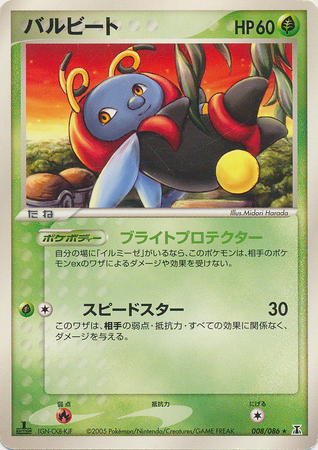 バルビート HP60
Illus.Midori Harada
たね
ポケボディー ブライトプロテクター
自分の場に「イルミーゼ」がいるなら、このポケモンは、相手のポケ
モンexのワザによるダメージや効果を受けない。
スピードスター 30
このワザは、相手の弱点・抵抗力・すべての効果に関係なく、
ダメージを与える。
弱点 抵抗力 にげる
1 EDITION IGN-CX8-KJF ©2005 Pokémon/Nintendo/Creatures/GAME FREAK 008/086 ★